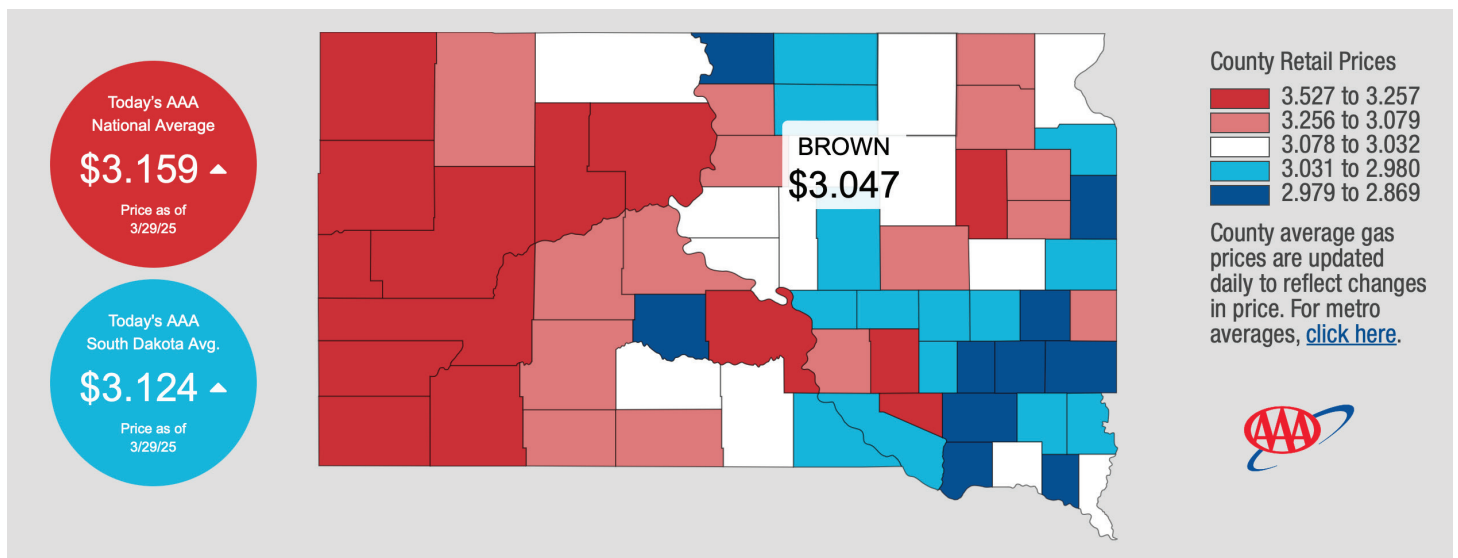 Today's AAA
National Average
$3.159
Price as of
3/29/25
Today's AAA
South Dakota Avg.
$3.124
Price as of
3/29/25
BROWN
$3.047
County Retail Prices
3.527 to 3.257
3.256 to 3.079
3.078 to 3.032
3.031 to 2.980
2.979 to 2.869
County average gas
prices are updated
daily to reflect changes
in price. For metro
averages, click here.
AAA